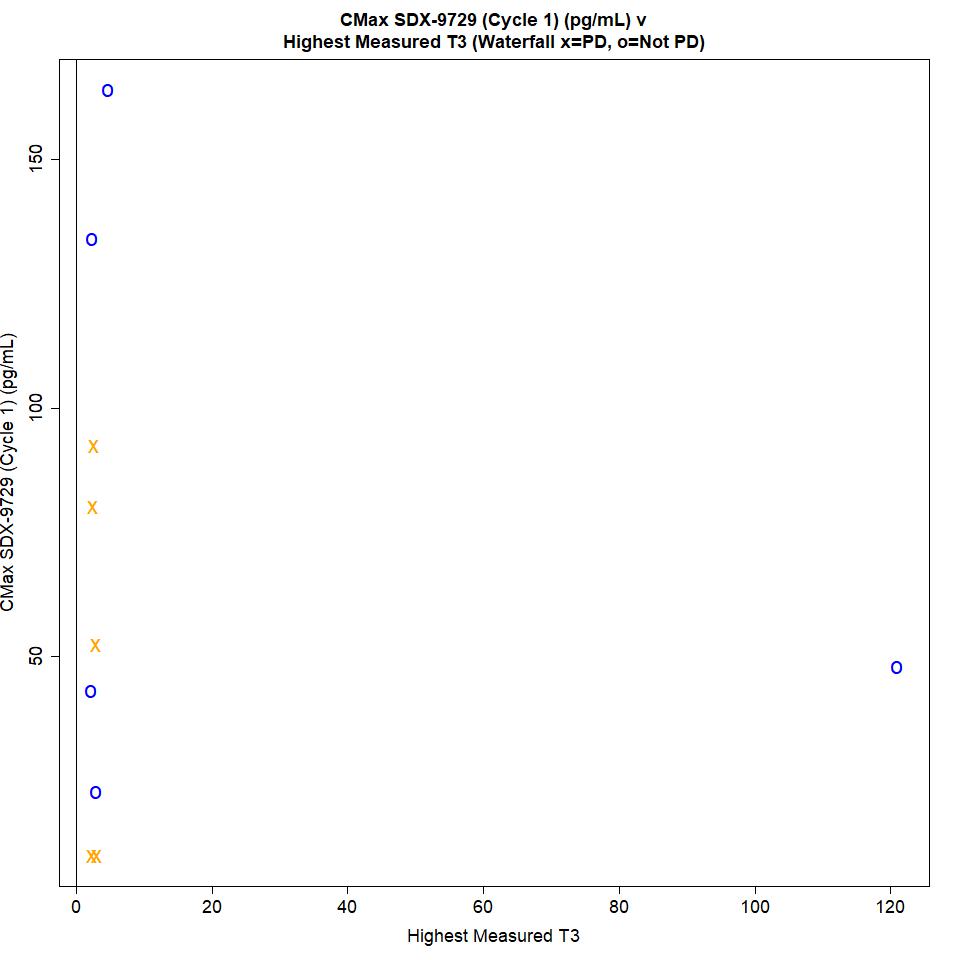 CMax SDX-9729 (Cycle 1) (pg/mL) v
Highest Measured T3 (Waterfall x=PD, o=Not PD)
CMax SDX-9729 (Cycle 1) (pg/mL)
150
100
50
O
O
X
X
X
O
O
O
XX
0 20 40 60 80 100 120
Highest Measured T3